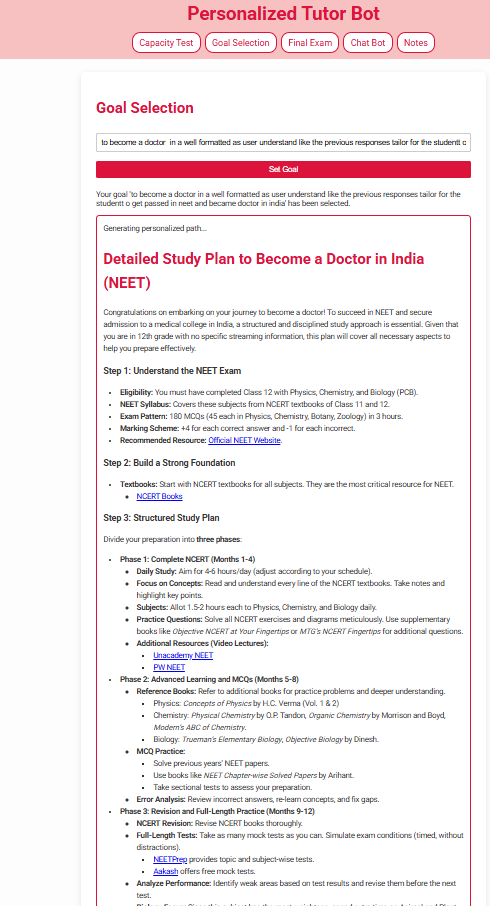 Personalized Tutor Bot
Capacity Test
Goal Selection
Final Exam
Chat Bot
Notes
Goal Selection
to become a doctor in a well formatted as user understand like the previous responses tailor for the studentt o
Set Goal
Your goal 'to become a doctor in a well formatted as user understand like the previous responses tailor for the
studentt o get passed in neet and became doctor in india' has been selected.
Generating personalized path...
Detailed Study Plan to Become a Doctor in India
(NEET)
Congratulations on embarking on your journey to become a doctor! To succeed in NEET and secure
admission to a medical college in India, a structured and disciplined study approach is essential. Given that
you are in 12th grade with no specific streaming information, this plan will cover all necessary aspects to
help you prepare effectively.
Step 1: Understand the NEET Exam
Eligibility: You must have completed Class 12 with Physics, Chemistry, and Biology (PCB).
NEET Syllabus: Covers these subjects from NCERT textbooks of Class 11 and 12.
Exam Pattern: 180 MCQs (45 each in Physics, Chemistry, Botany, Zoology) in 3 hours.
Marking Scheme: +4 for each correct answer and -1 for each incorrect.
Recommended Resource: Official NEET Website.
Step 2: Build a Strong Foundation
Textbooks: Start with NCERT textbooks for all subjects. They are the most critical resource for NEET.
NCERT Books
Step 3: Structured Study Plan
Divide your preparation into three phases:
Phase 1: Complete NCERT (Months 1-4)
Daily Study: Aim for 4-6 hours/day (adjust according to your schedule).
Focus on Concepts: Read and understand every line of the NCERT textbooks. Take notes and
highlight key points.
Subjects: Allot 1.5-2 hours each to Physics, Chemistry, and Biology daily.
Practice Questions: Solve all NCERT exercises and diagrams meticulously. Use supplementary
books like Objective NCERT at Your Fingertips or MTG's NCERT Fingertips for additional questions.
Additional Resources (Video Lectures):
Unacademy NEET
PW NEET
Phase 2: Advanced Learning and MCQs (Months 5-8)
Reference Books: Refer to additional books for practice problems and deeper understanding.
Physics: Concepts of Physics by H.C. Verma (Vol. 1 & 2)
Chemistry: Physical Chemistry by O.P. Tandon, Organic Chemistry by Morrison and Boyd,
Modern's ABC of Chemistry.
Biology: Trueman's Elementary Biology, Objective Biology by Dinesh.
MCQ Practice:
Solve previous years' NEET papers.
Use books like NEET Chapter-wise Solved Papers by Arihant.
Take sectional tests to assess your preparation.
Error Analysis: Review incorrect answers, re-learn concepts, and fix gaps.
Phase 3: Revision and Full-Length Practice (Months 9-12)
NCERT Revision: Revise NCERT books thoroughly.
Full-Length Tests: Take as many mock tests as you can. Simulate exam conditions (timed, without
distractions).
NEETPrep provides topic and subject-wise tests.
Aakash offers free mock tests.
Analyze Performance: Identify weak areas based on test results and revise them before the next
test.